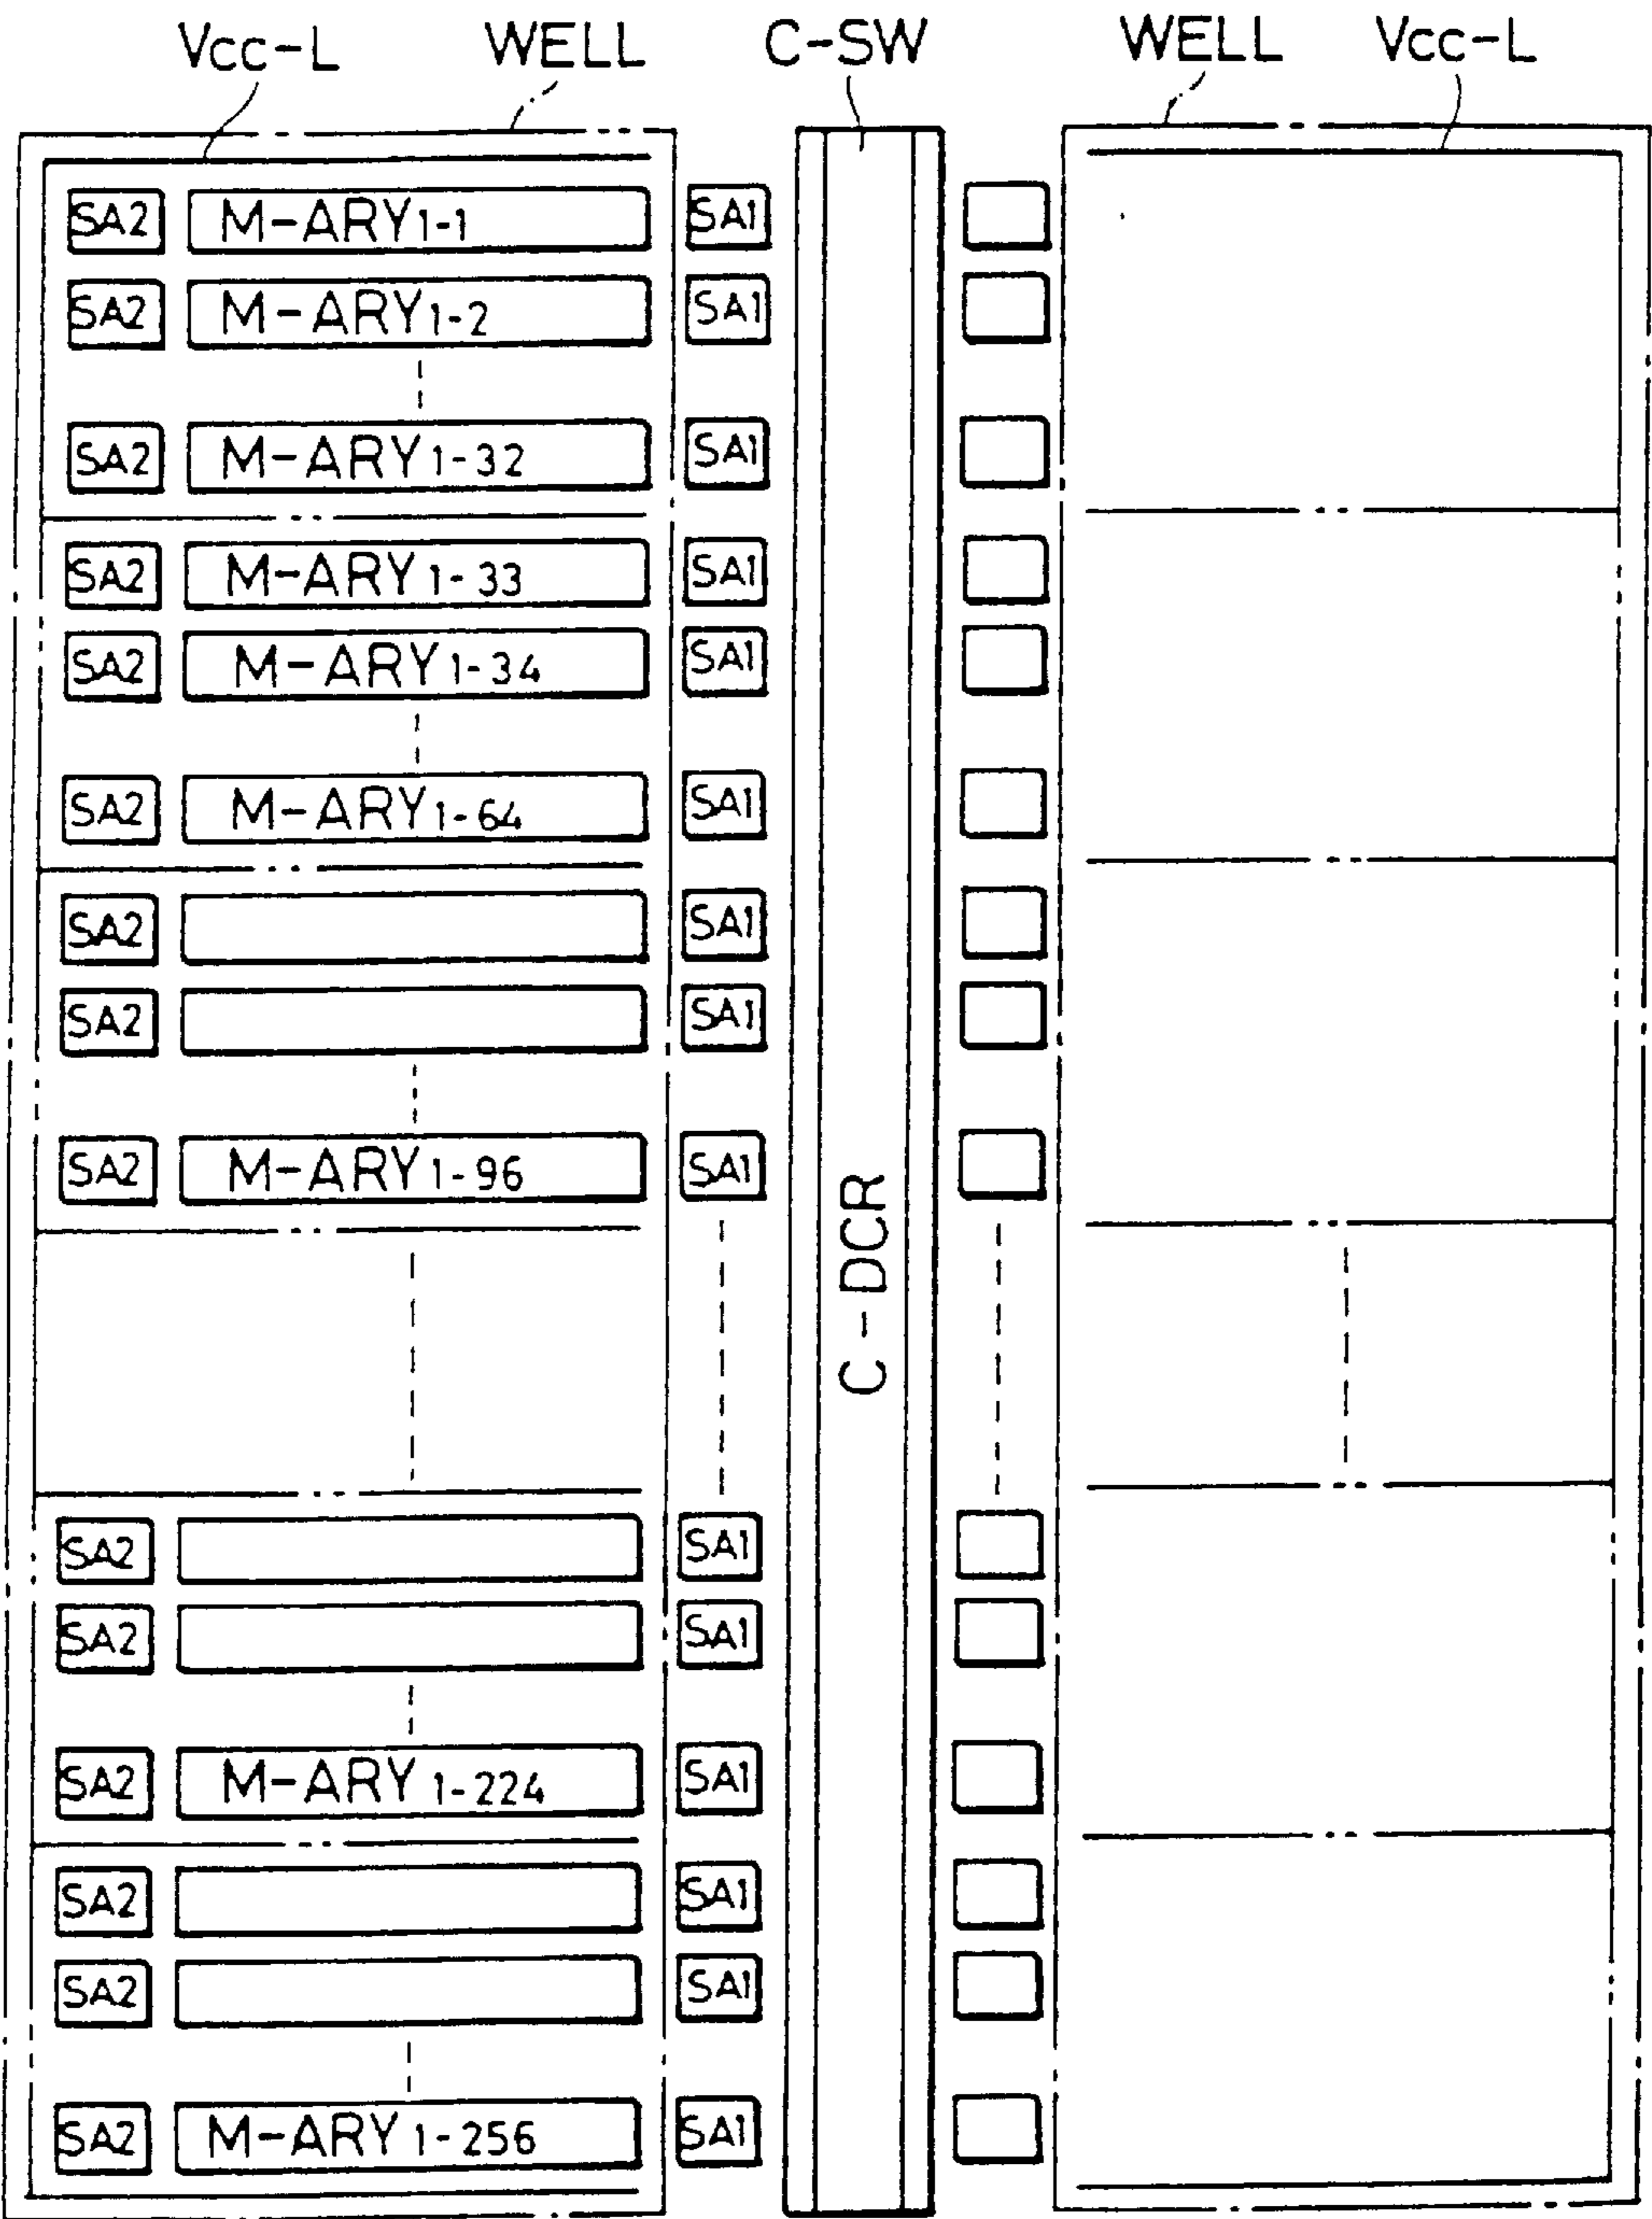 Vcc-L WELL C-SW WELL Vcc-L
SA2 M-ARY1-1 SA1
SA2 M-ARY1-2 SA1
SA2 M-ARY1-32 SA1
SA2 M-ARY1-33 SA1
SA2 M-ARY1-34 SA1
SA2 M-ARY1-64 SA1
SA2 SA1
SA2 SA1
SA2 M-ARY1-96 SA1
C-DCR
SA2 SA1
SA2 SA1
SA2 M-ARY1-224 SA1
SA2 SA1
SA2 SA1
SA2 M-ARY1-256 SA1